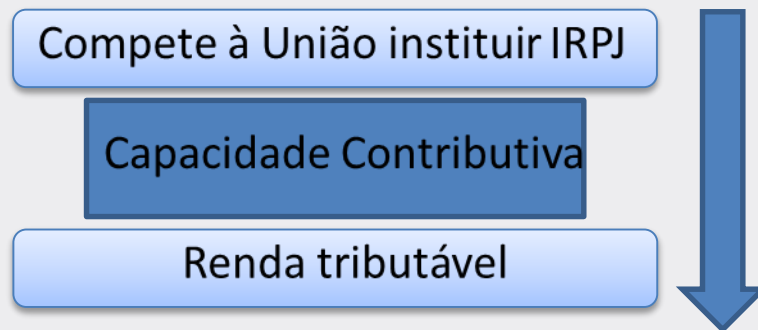 Compete à União instituir IRPJ
Capacidade Contributiva
Renda tributável